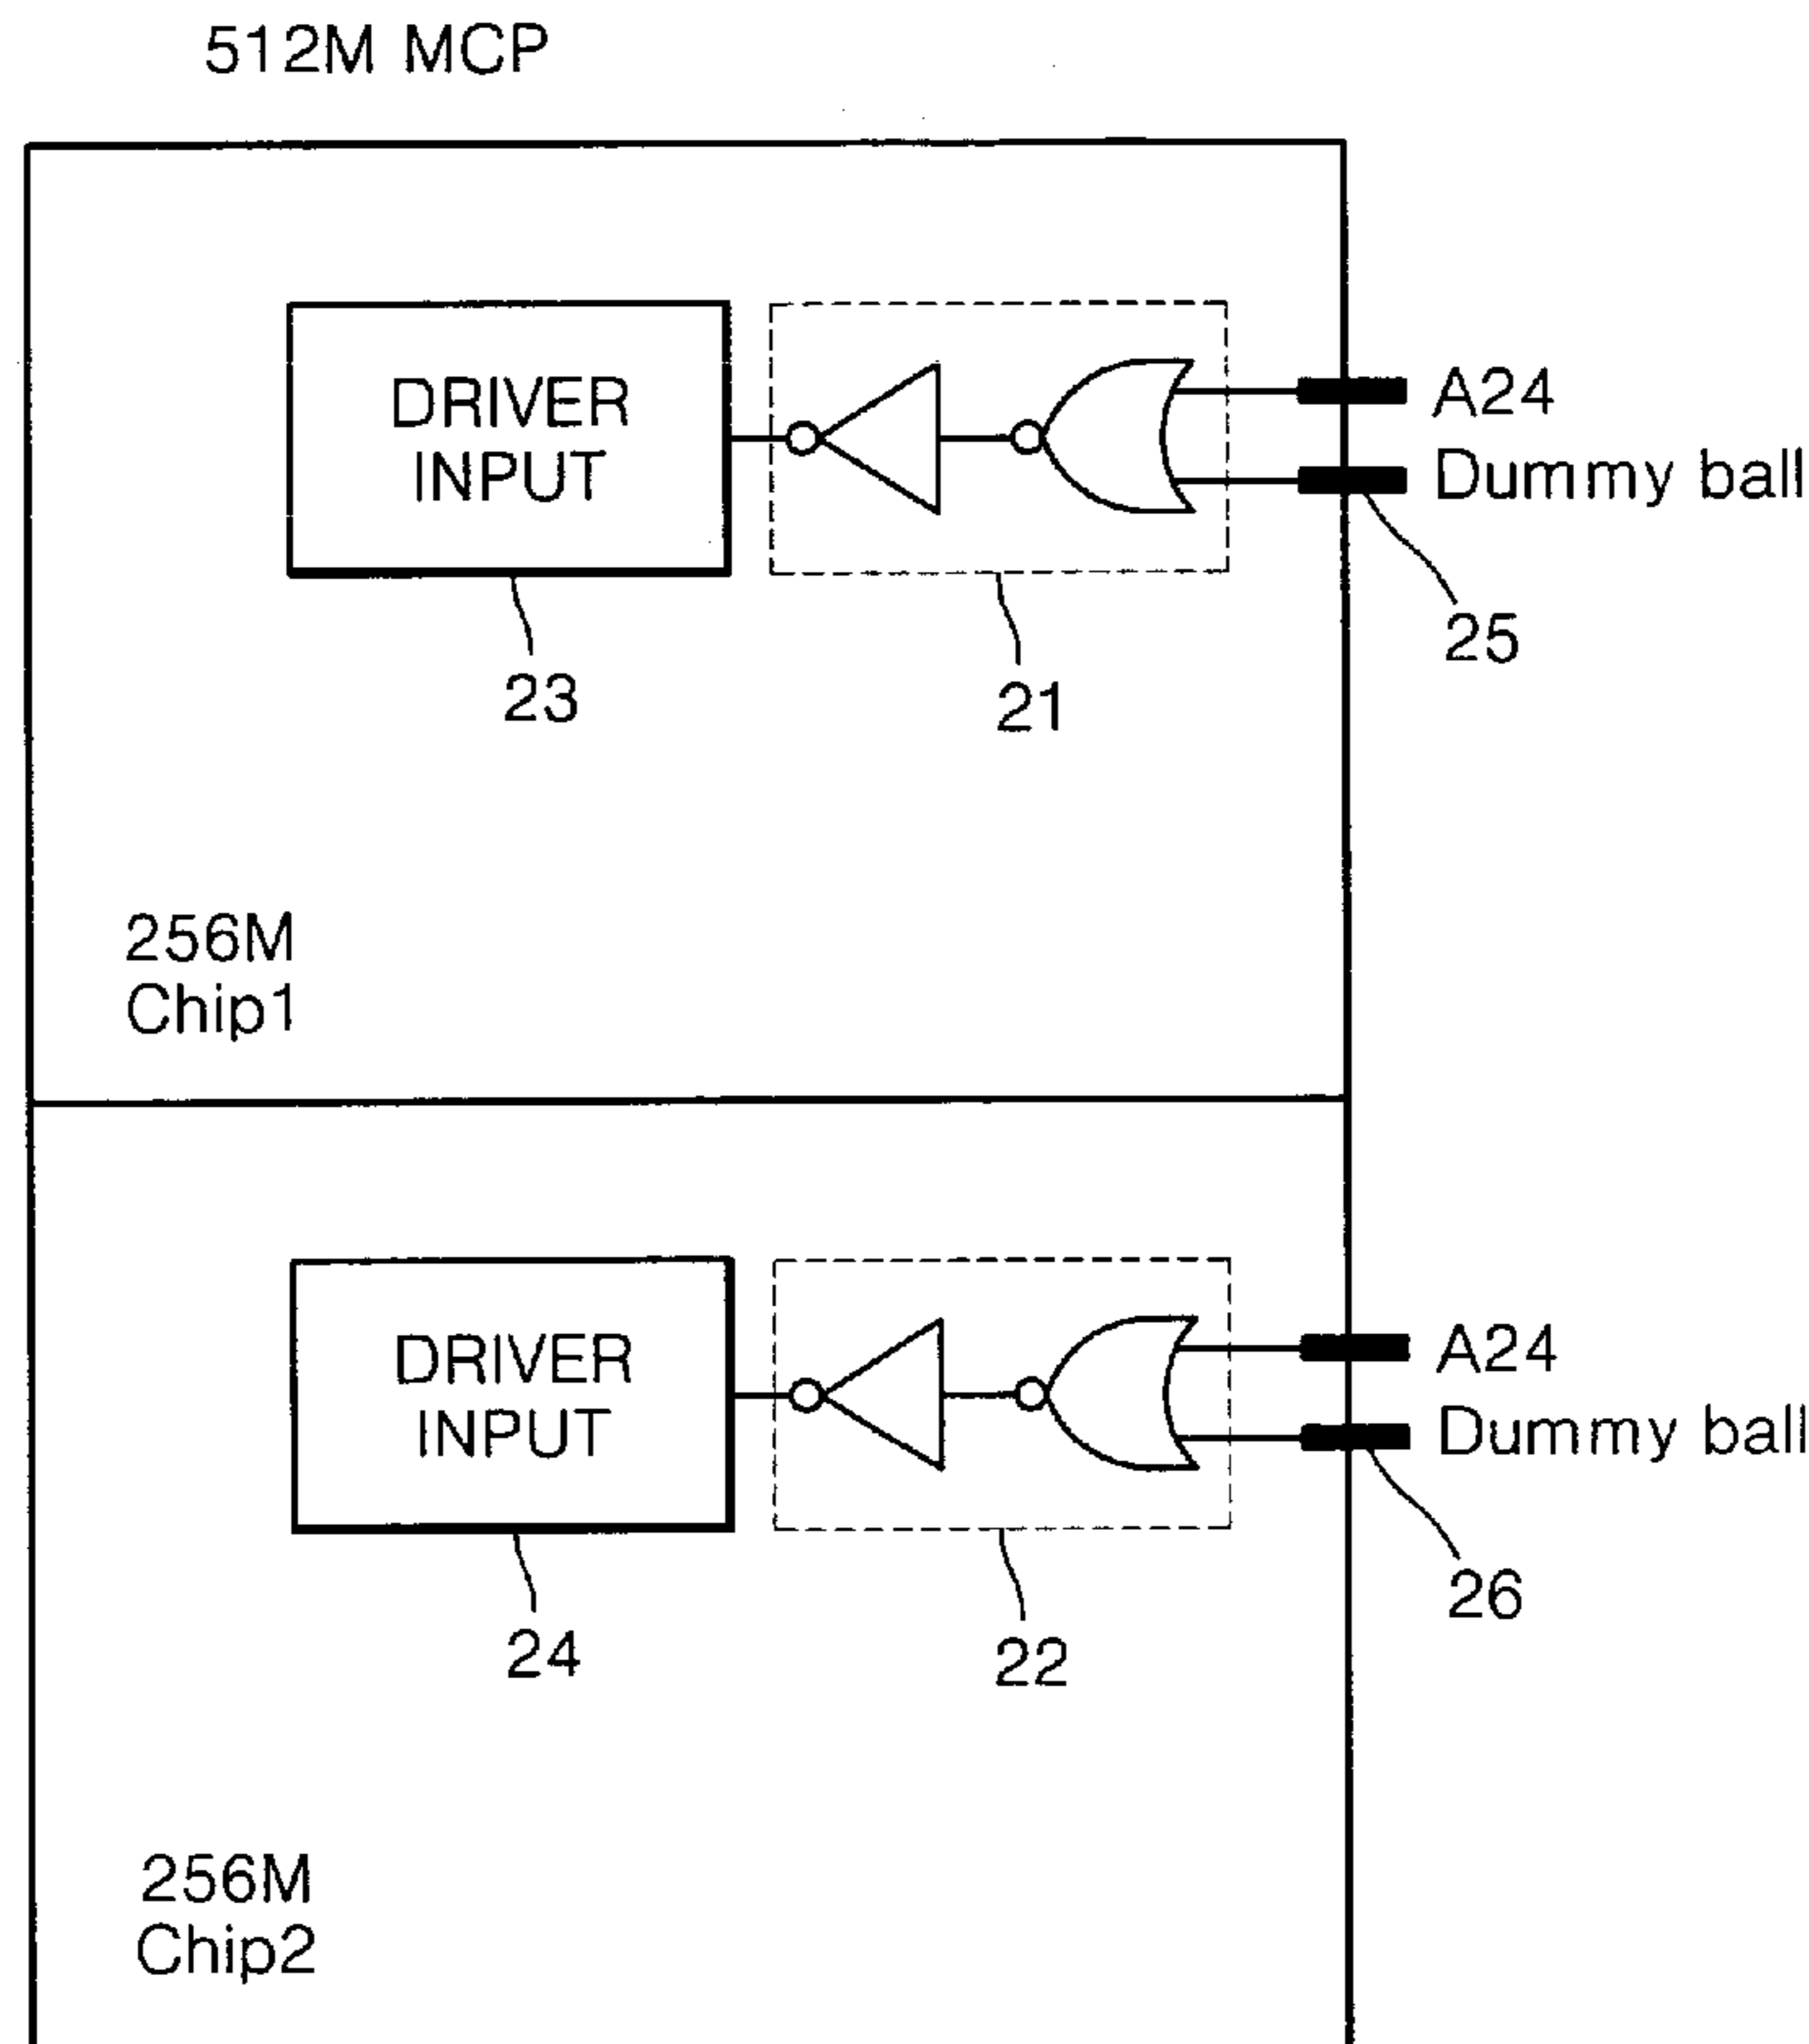 512M MCP
DRIVER
INPUT
A24
Dummy ball
25
23
21
256M
Chip1
DRIVER
INPUT
A24
Dummy ball
26
24
22
256M
Chip2